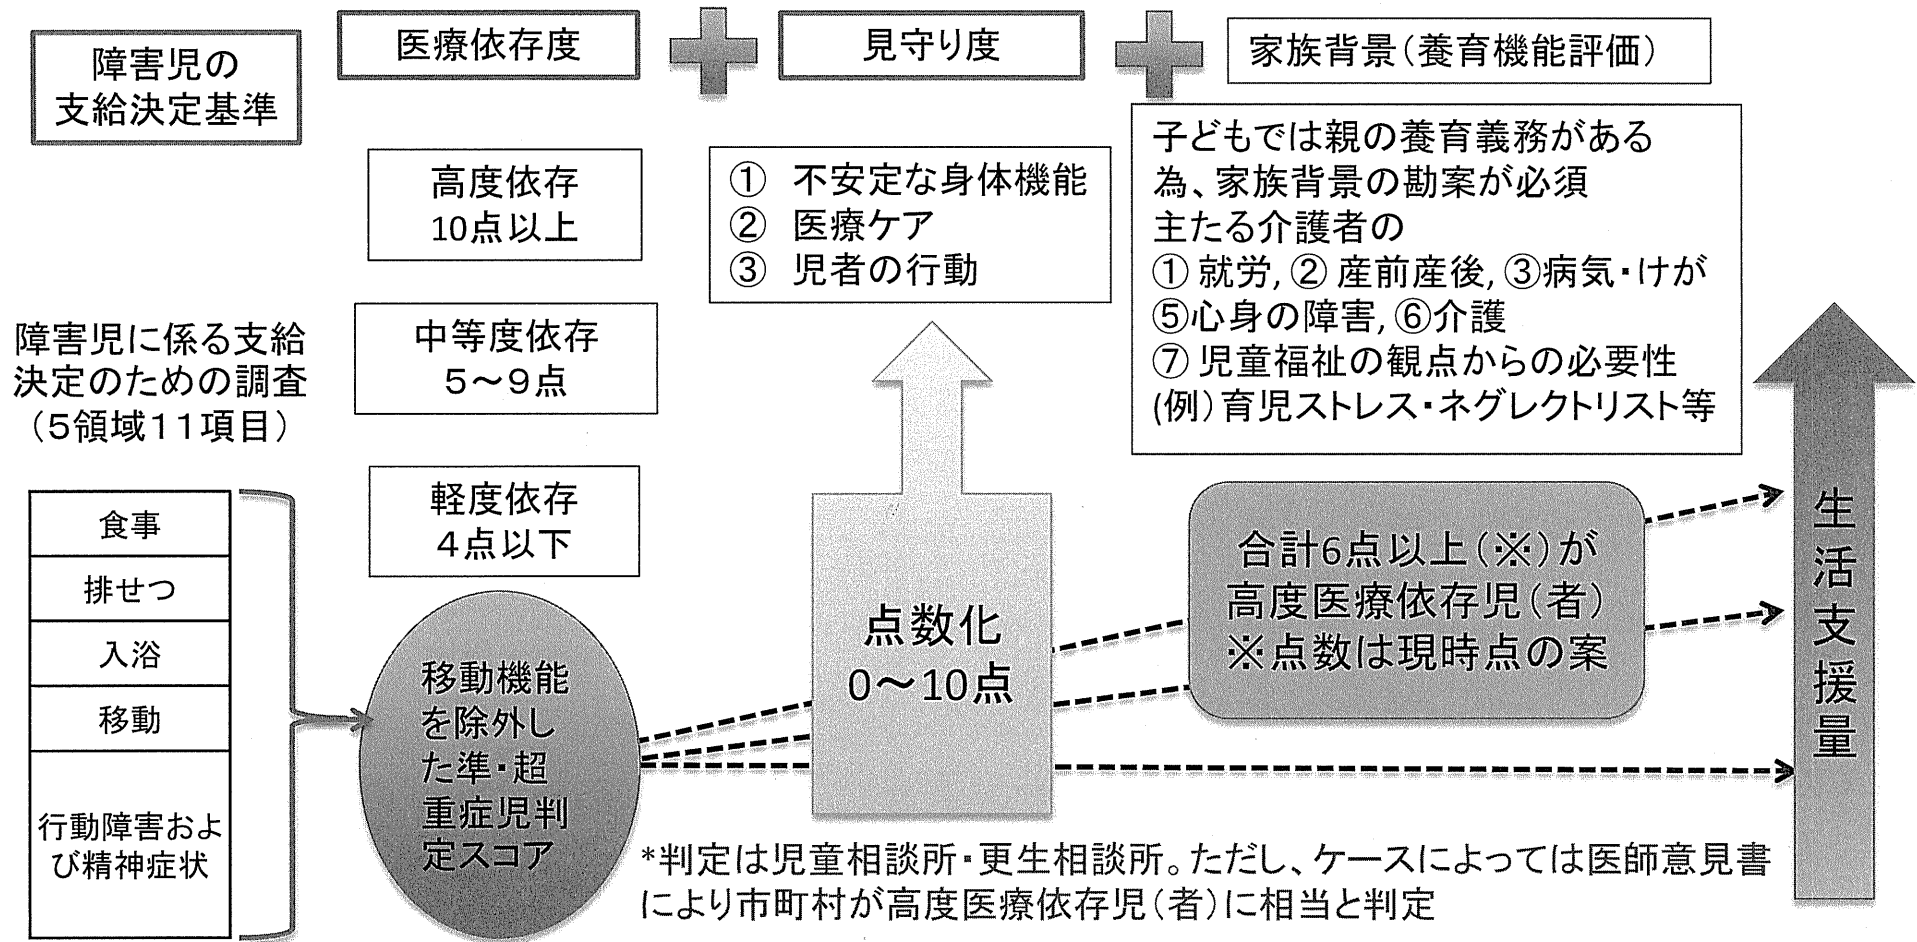 障害児の
支給決定基準
医療依存度
見守り度
家族背景(養育機能評価)
高度依存
10点以上
中等度依存
5～9点
軽度依存
4点以下
① 不安定な身体機能
② 医療ケア
③ 児者の行動
子どもでは親の養育義務がある
為、家族背景の勘案が必須
主たる介護者の
① 就労, ② 産前産後, ③病気・けが
⑤心身の障害, ⑥介護
⑦ 児童福祉の観点からの必要性
(例)育児ストレス・ネグレクトリスト等
障害児に係る支給
決定のための調査
(5領域11項目)
食事
排せつ
入浴
移動
行動障害およ
び精神症状
移動機能
を除外し
た準・超
重症児判
定スコア
点数化
0～10点
合計6点以上(※)が
高度医療依存児(者)
※点数は現時点の案
生活支援量
*判定は児童相談所・更生相談所。ただし、ケースによっては医師意見書
により市町村が高度医療依存児(者)に相当と判定